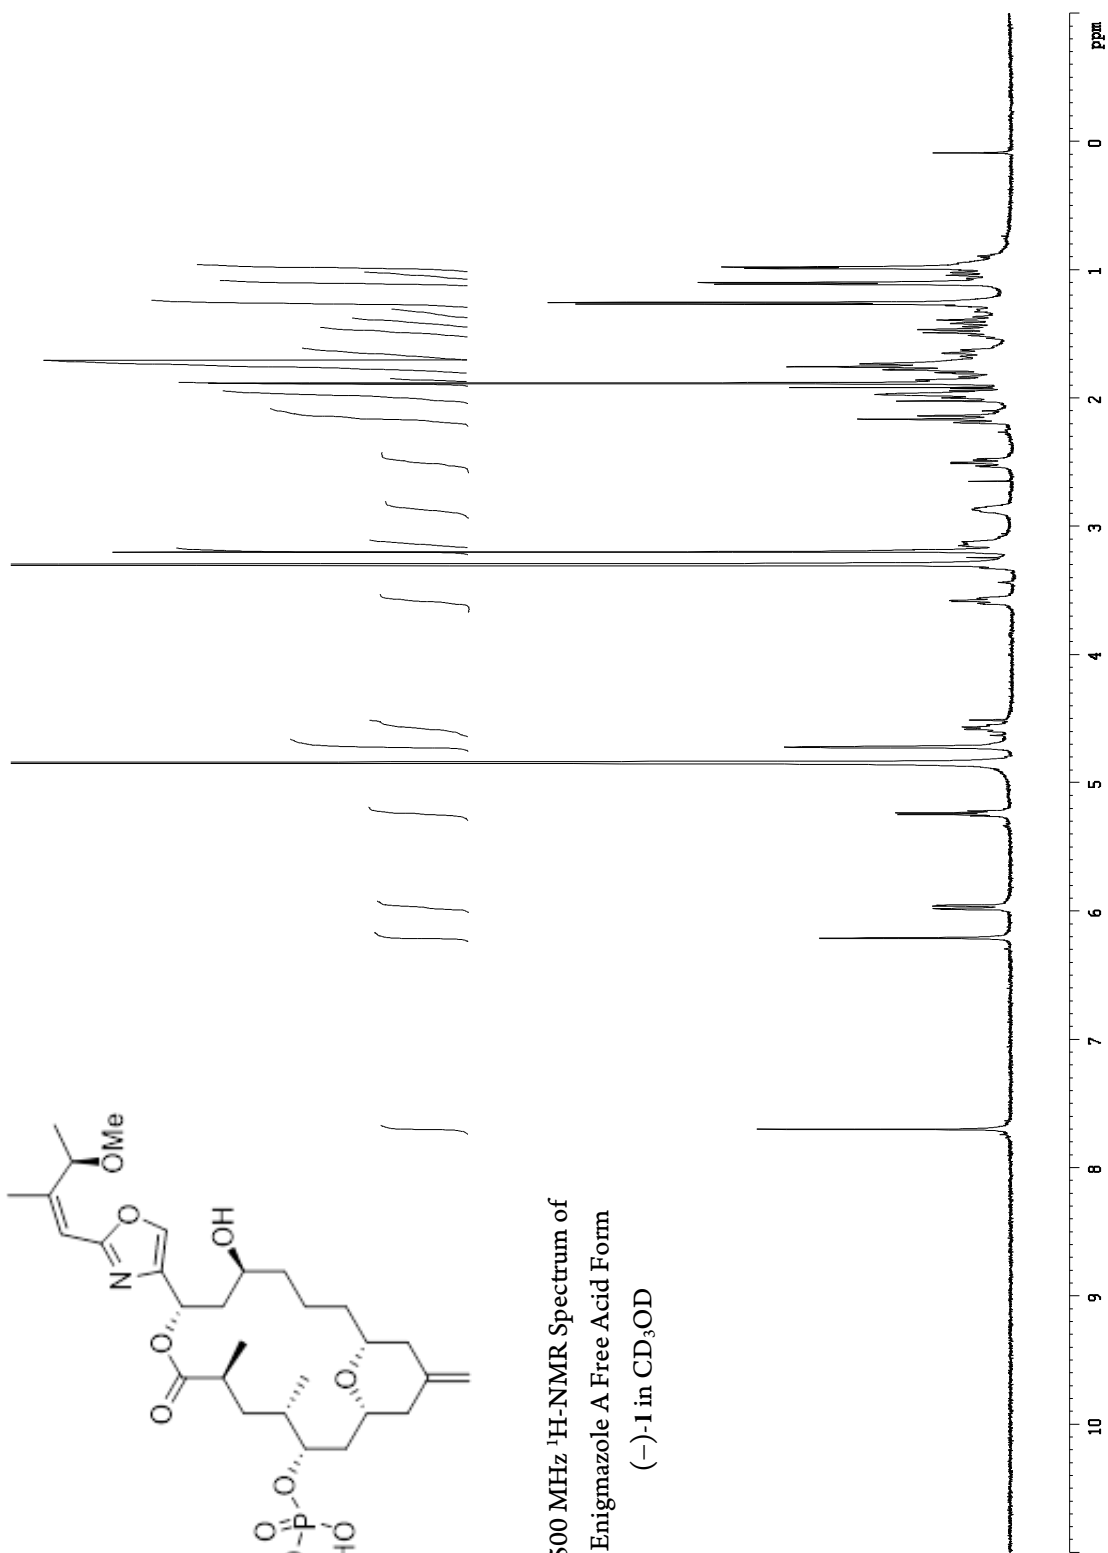 OMe
O
N
OH
O
O
O
O
O
P
HO
500 MHz ¹H-NMR Spectrum of
Enigmazole A Free Acid Form
(−)-1 in CD₃OD
10 9 8 7 6 5 4 3 2 1 0 ppm